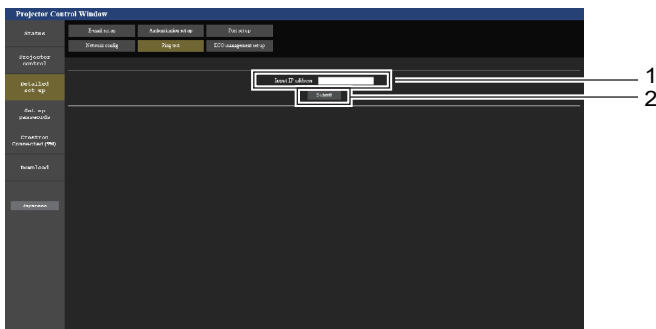 Projector Control Window
Status
E-mail set up
Authentication set up
Port set up
Network config
Ping test
ECO management set up
Projector control
Detailed set up
Set up passwords
Crestron Connected(TM)
Download
Japanese
Input IP address
Submit
1
2